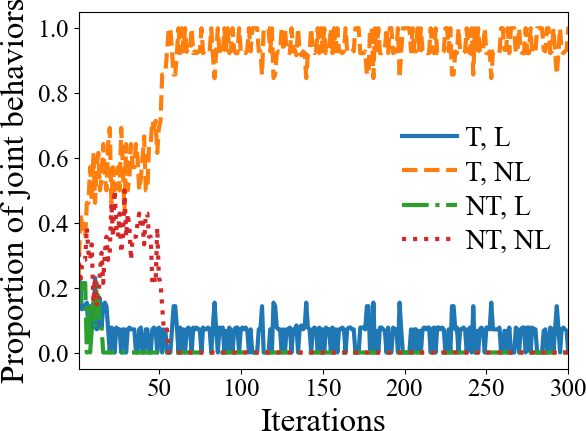 Proportion of joint behaviors
1.0
0.8
0.6
0.4
0.2
0.0
T, L
T, NL
NT, L
NT, NL
50
100
150
200
250
300
Iterations